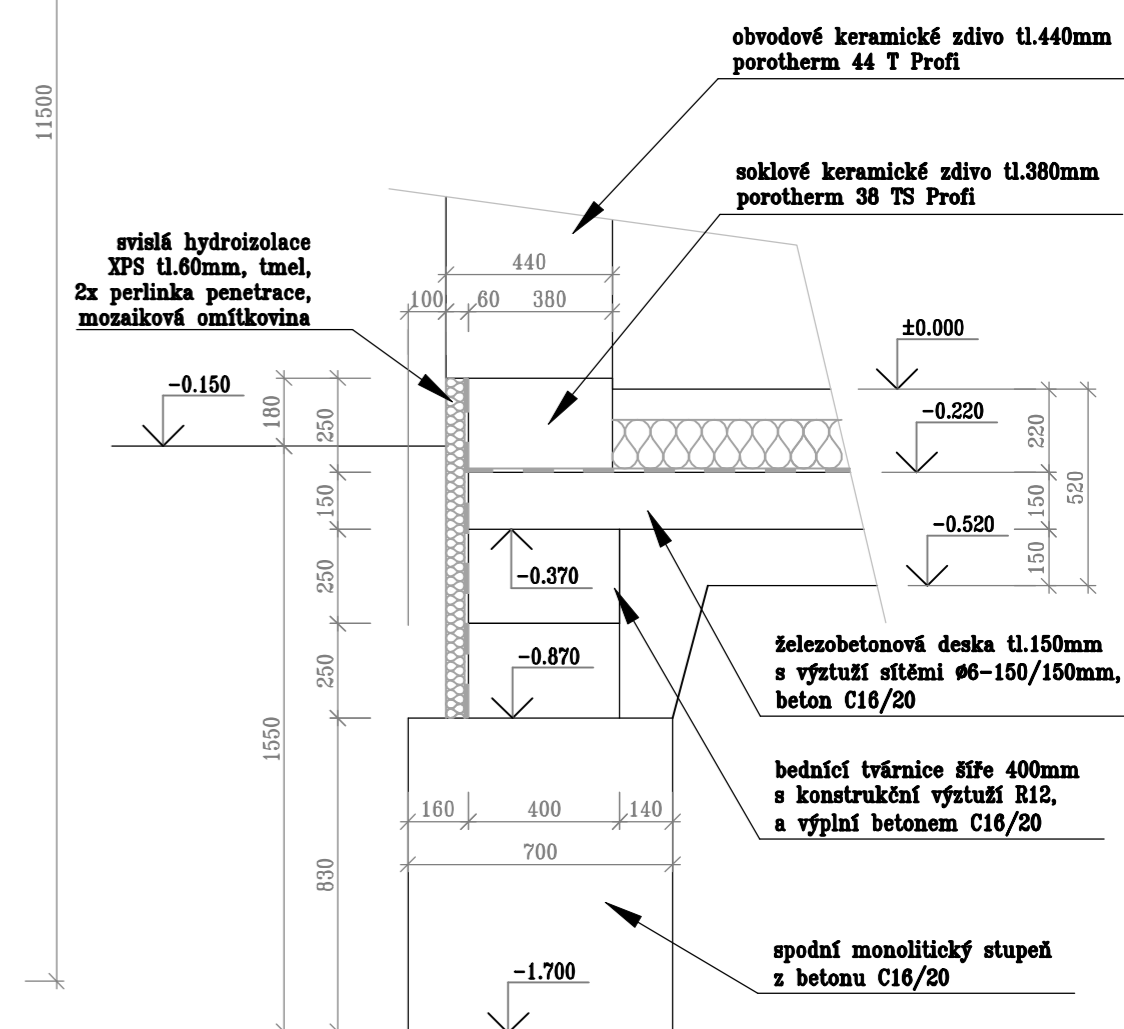 obvodové keramické zdivo tl.440mm
porotherm 44 T Profi
11500
soklové keramické zdivo tl.380mm
porotherm 38 TS Profi
svislá hydroizolace
XPS tl.60mm, tmel,
2x perlinka penetrace,
mozaiková omítkovina
440
100
60
380
±0.000
-0.150
-0.220
180
250
220
520
150
150
-0.520
150
-0.370
250
-0.870
250
železobetonová deska tl.150mm
s výztuží sítěmi ø6-150/150mm,
beton C16/20
1550
bednící tvárnice šíře 400mm
s konstrukční výztuží R12,
a výplní betonem C16/20
160
400
140
700
830
spodní monolitický stupeň
z betonu C16/20
-1.700